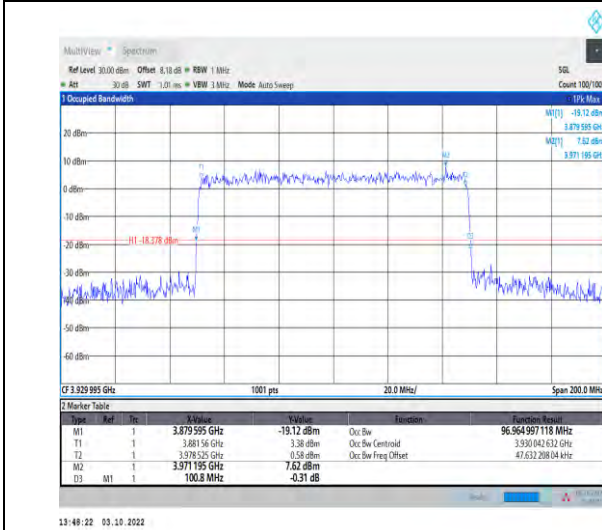 MultiView Spectrum
Ref Level 30.00 dBm Offset 8.18 dB RBW 1 MHz SGL
Att 30 dB SWT 1.01 ms VBW 3 MHz Mode Auto Sweep Count 100/100
1 Occupied Bandwidth 1Pk Max
M1[1] -19.12 dBm
3.879 595 GHz
20 dBm
M2[1] 7.62 dBm
3.971 195 GHz
10 dBm
M2
T1
0 dBm
-10 dBm
M1
D3
H1 -18.378 dBm
-20 dBm
-30 dBm
-40 dBm
-50 dBm
-60 dBm
CF 3.929 995 GHz 1001 pts 20.0 MHz/ Span 200.0 MHz
2 Marker Table
Type Ref Trc X-Value Y-Value Function Function Result
M1 1 3.879 595 GHz -19.12 dBm Occ Bw 96.964 997 118 MHz
T1 1 3.881 56 GHz 3.38 dBm Occ Bw Centroid 3.930 042 632 GHz
T2 1 3.978 525 GHz 0.58 dBm Occ Bw Freq Offset 47.632 208 04 kHz
M2 1 3.971 195 GHz 7.62 dBm
D3 M1 1 100.8 MHz -0.31 dB
13:48:22 03.10.2022